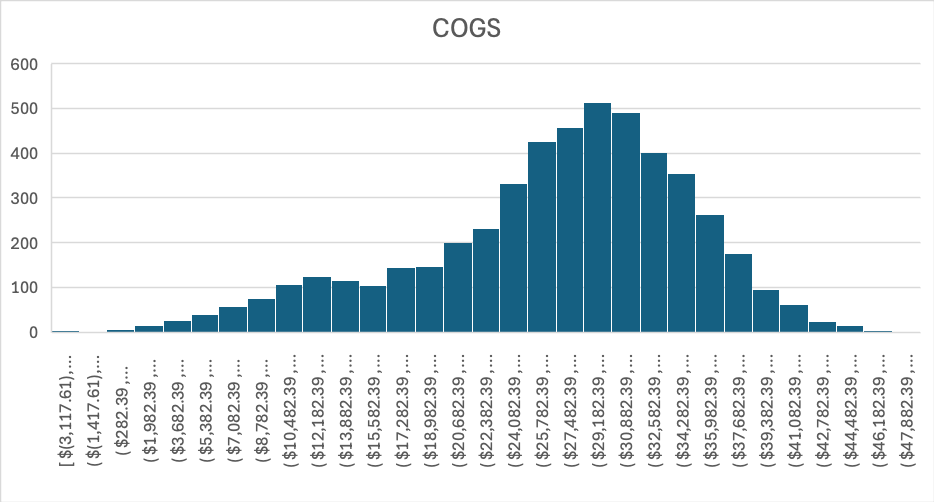 COGS
600
500
400
300
200
100
0
[ $(3,117.61),...
( $(1,417.61),...
( $282.39 ,...
( $1,982.39 ,...
( $3,682.39 ,...
( $5,382.39 ,...
( $7,082.39 ,...
( $8,782.39 ,...
( $10,482.39 ,...
( $12,182.39 ,...
( $13,882.39 ,...
( $15,582.39 ,...
( $17,282.39 ,...
( $18,982.39 ,...
( $20,682.39 ,...
( $22,382.39 ,...
( $24,082.39 ,...
( $25,782.39 ,...
( $27,482.39 ,...
( $29,182.39 ,...
( $30,882.39 ,...
( $32,582.39 ,...
( $34,282.39 ,...
( $35,982.39 ,...
( $37,682.39 ,...
( $39,382.39 ,...
( $41,082.39 ,...
( $42,782.39 ,...
( $44,482.39 ,...
( $46,182.39 ,...
( $47,882.39 ,...